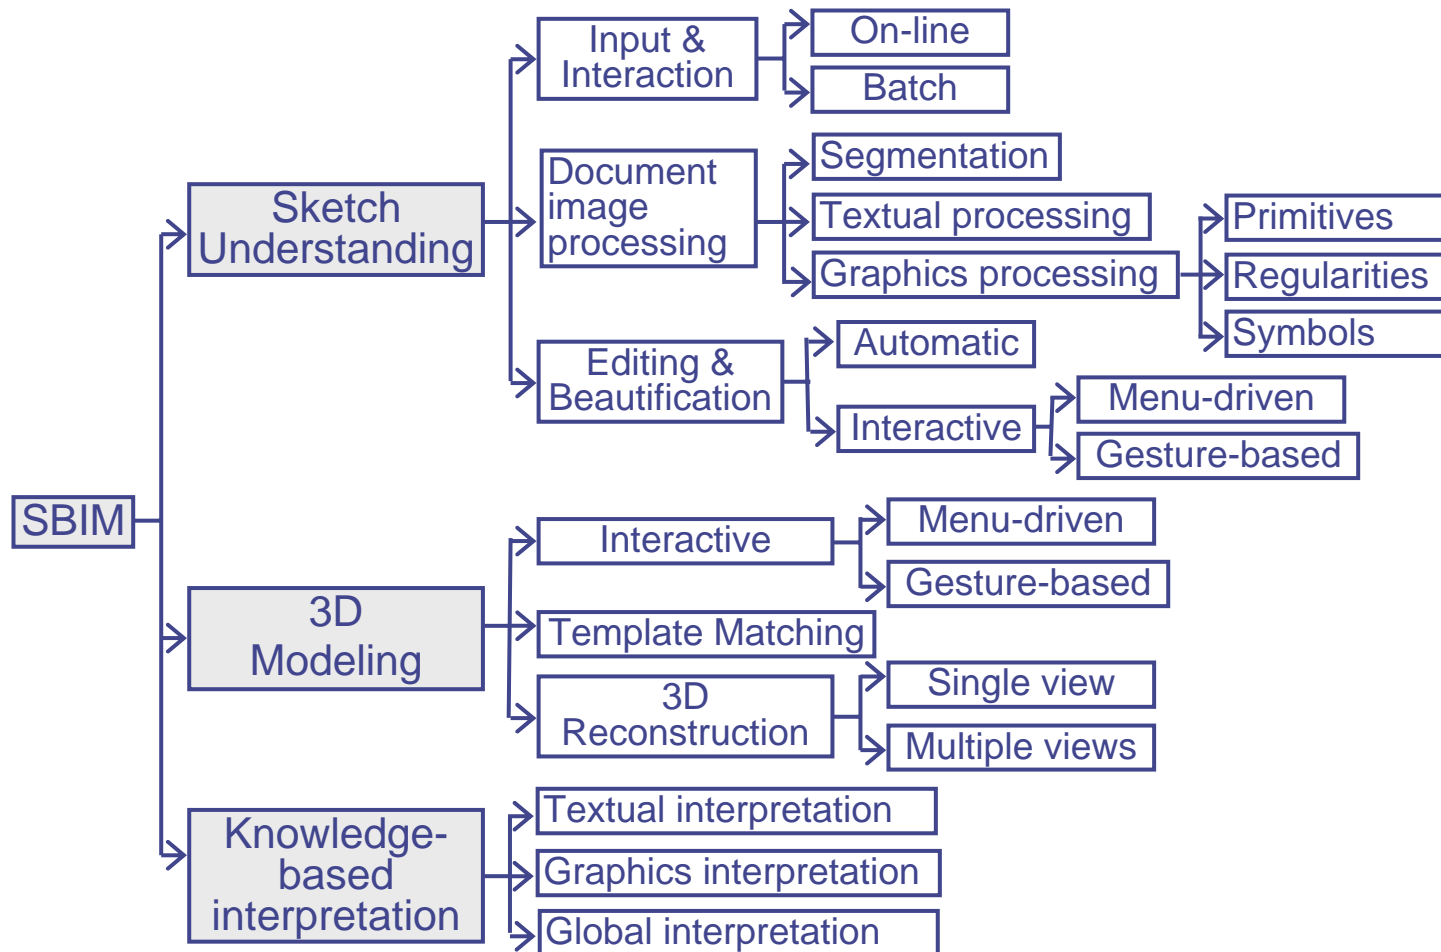 SBIM
Sketch
Understanding
Input &
Interaction
On-line
Batch
Document
image
processing
Segmentation
Textual processing
Graphics processing
Primitives
Regularities
Symbols
Editing &
Beautification
Automatic
Interactive
Menu-driven
Gesture-based
3D
Modeling
Interactive
Menu-driven
Gesture-based
Template Matching
3D
Reconstruction
Single view
Multiple views
Knowledge-
based
interpretation
Textual interpretation
Graphics interpretation
Global interpretation